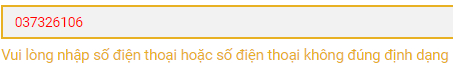 037326106
Vui lòng nhập số điện thoại hoặc số điện thoại không đúng định dạng